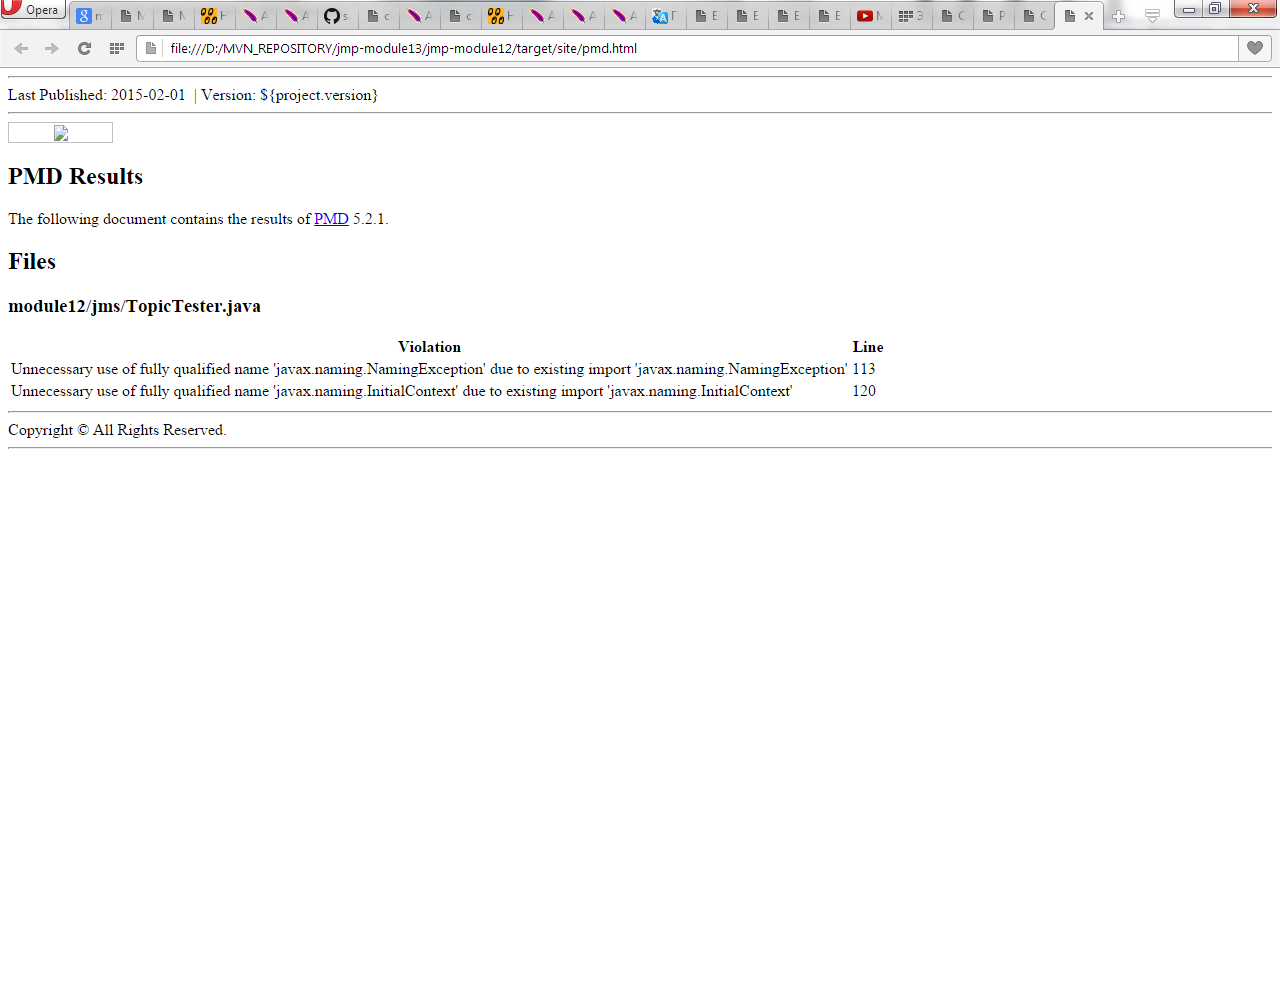 Opera
file:///D:/MVN_REPOSITORY/jmp-module13/jmp-module12/target/site/pmd.html
Last Published: 2015-02-01 | Version: ${project.version}
PMD Results
The following document contains the results of PMD 5.2.1.
Files
module12/jms/TopicTester.java
Violation Line
Unnecessary use of fully qualified name 'javax.naming.NamingException' due to existing import 'javax.naming.NamingException' 113
Unnecessary use of fully qualified name 'javax.naming.InitialContext' due to existing import 'javax.naming.InitialContext' 120
Copyright © All Rights Reserved.